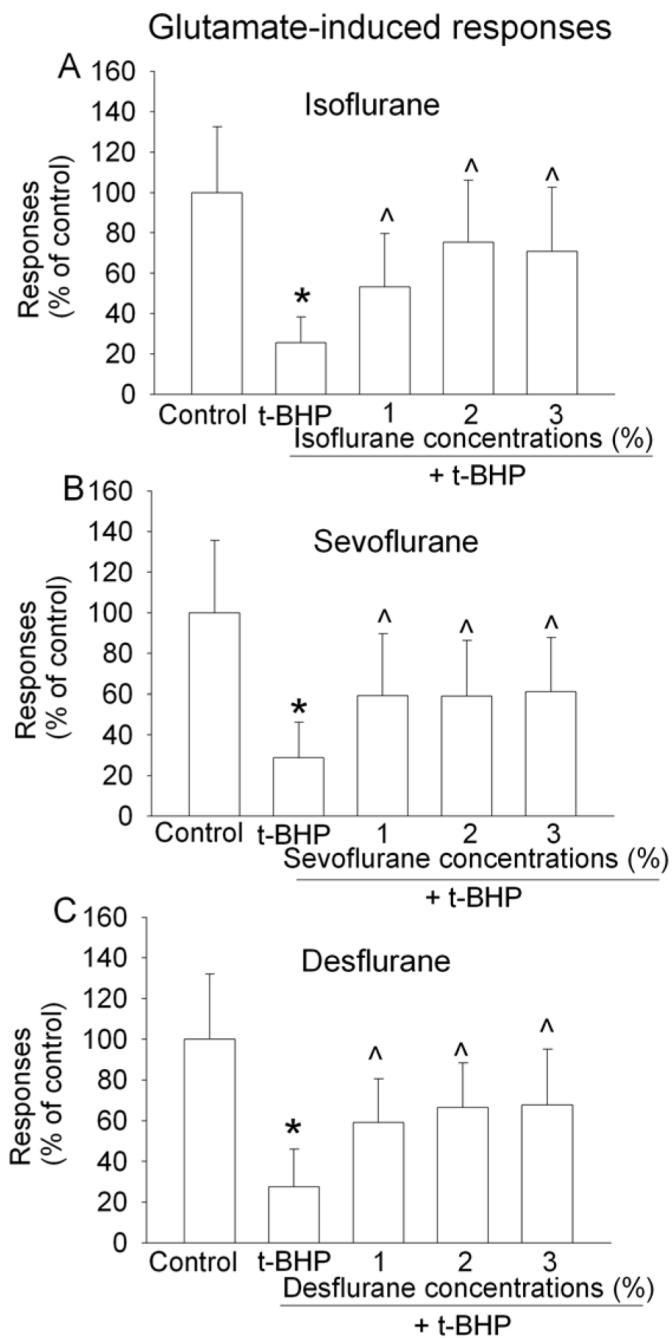 Glutamate-induced responses
A
Isoflurane
Responses
(% of control)
160
140
120
100
80
60
40
20
0
^
^
^
*
Control t-BHP 1 2 3
Isoflurane concentrations (%)
+ t-BHP
B
Sevoflurane
Responses
(% of control)
160
140
120
100
80
60
40
20
0
^
^
^
*
Control t-BHP 1 2 3
Sevoflurane concentrations (%)
+ t-BHP
C
Desflurane
Responses
(% of control)
160
140
120
100
80
60
40
20
0
^
^
^
*
Control t-BHP 1 2 3
Desflurane concentrations (%)
+ t-BHP